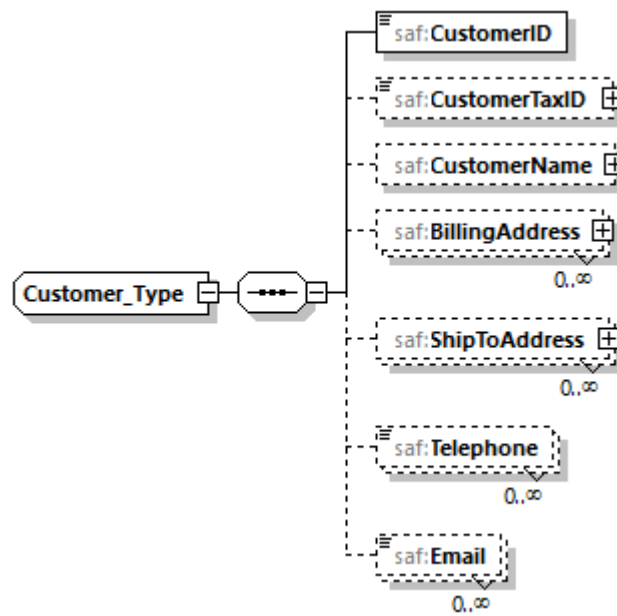 saf:CustomerID
saf:CustomerTaxID
saf:CustomerName
saf:BillingAddress
0..∞
Customer_Type
saf:ShipToAddress
0..∞
saf:Telephone
0..∞
saf:Email
0..∞